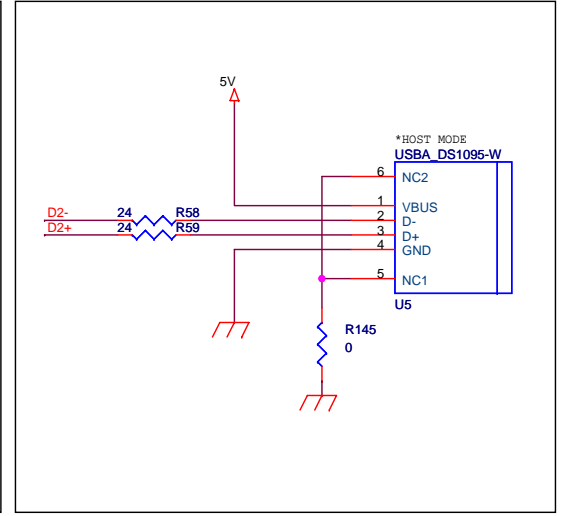 5V
*HOST MODE
USBA_DS1095-W
6 NC2
1 VBUS
D2- 24 R58 2 D-
D2+ 24 R59 3 D+
4 GND
5 NC1
U5
R145
0